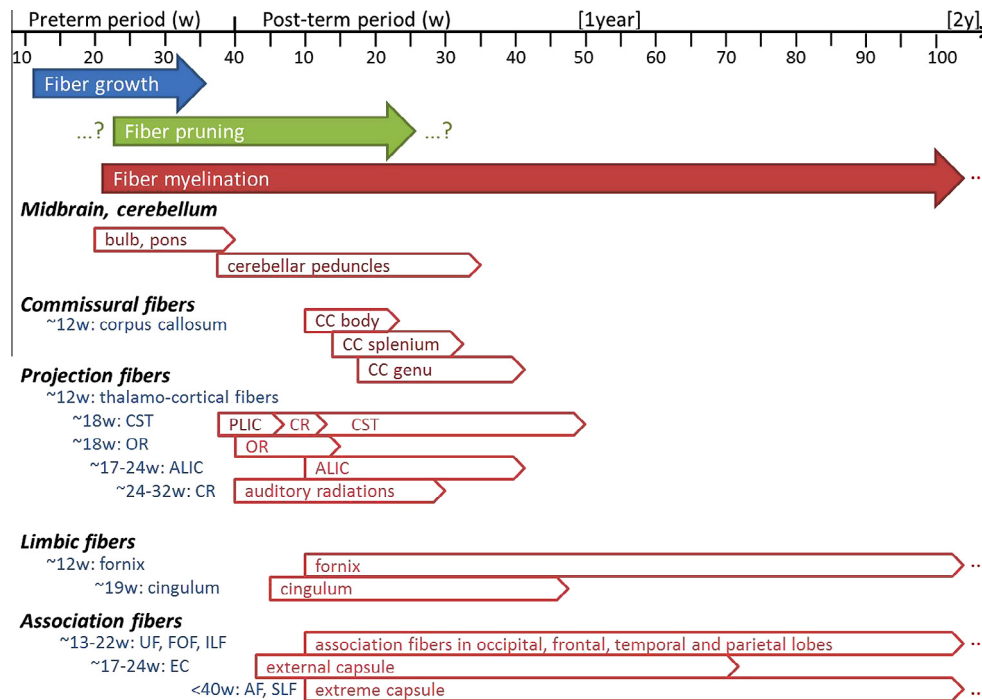 Preterm period (w) Post-term period (w) [1year] [2y]
10 20 30 40 10 20 30 40 50 60 70 80 90 100
Fiber growth
...? Fiber pruning ...?
Fiber myelination ..
Midbrain, cerebellum
bulb, pons
cerebellar peduncles
Commissural fibers
~12w: corpus callosum CC body
CC splenium
CC genu
Projection fibers
~12w: thalamo-cortical fibers
~18w: CST PLIC CR CST
~18w: OR OR
~17-24w: ALIC ALIC
~24-32w: CR auditory radiations
Limbic fibers
~12w: fornix fornix ..
~19w: cingulum cingulum
Association fibers
~13-22w: UF, FOF, ILF association fibers in occipital, frontal, temporal and parietal lobes ..
~17-24w: EC external capsule
<40w: AF, SLF extreme capsule ..